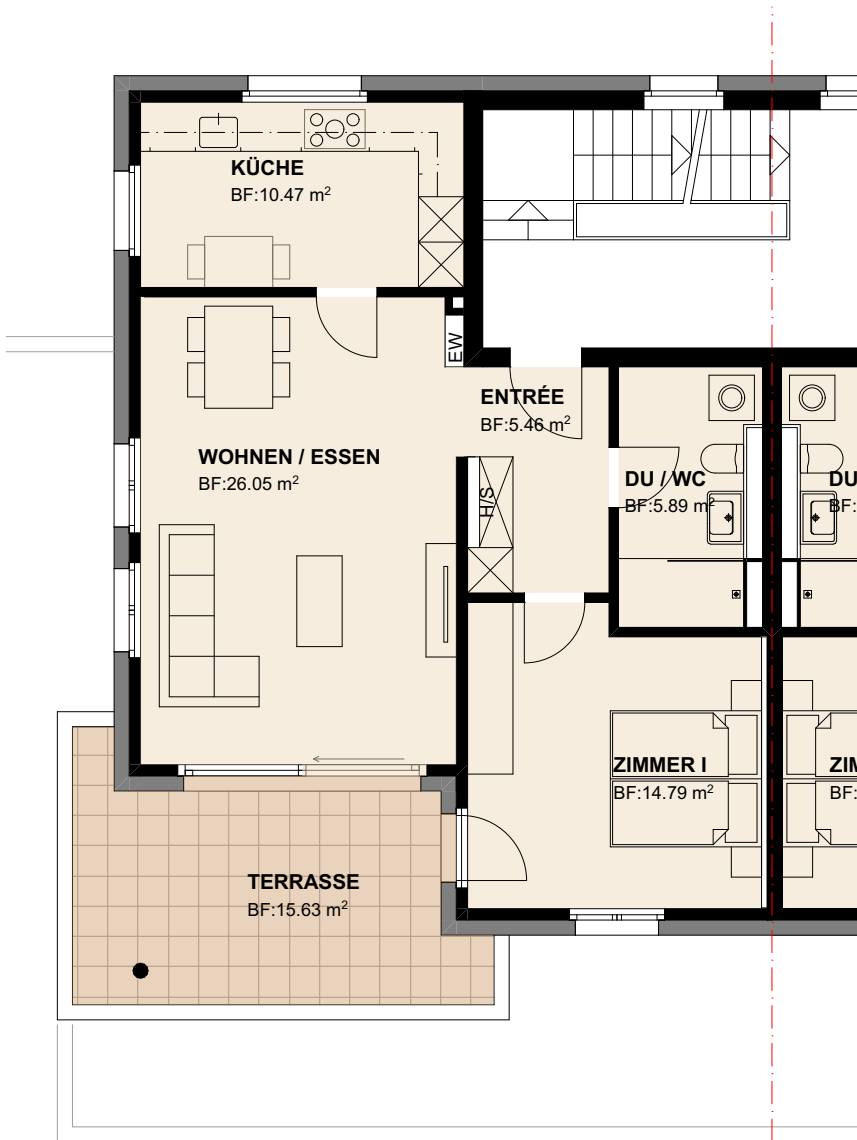 KÜCHE
BF:10.47 m²
EW
ENTRÉE
BF:5.46 m²
WOHNEN / ESSEN
BF:26.05 m²
H/S
DU / WC
BF:5.89 m²
DU
BF:
ZIMMER I
BF:14.79 m²
ZIM
BF:
TERRASSE
BF:15.63 m²